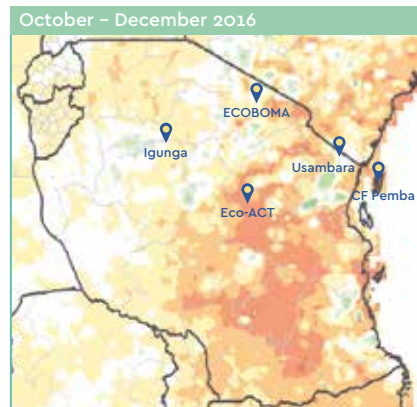 October – December 2016
ECOBOMA
Igunga
Usambara
Eco-ACT
CF Pemba